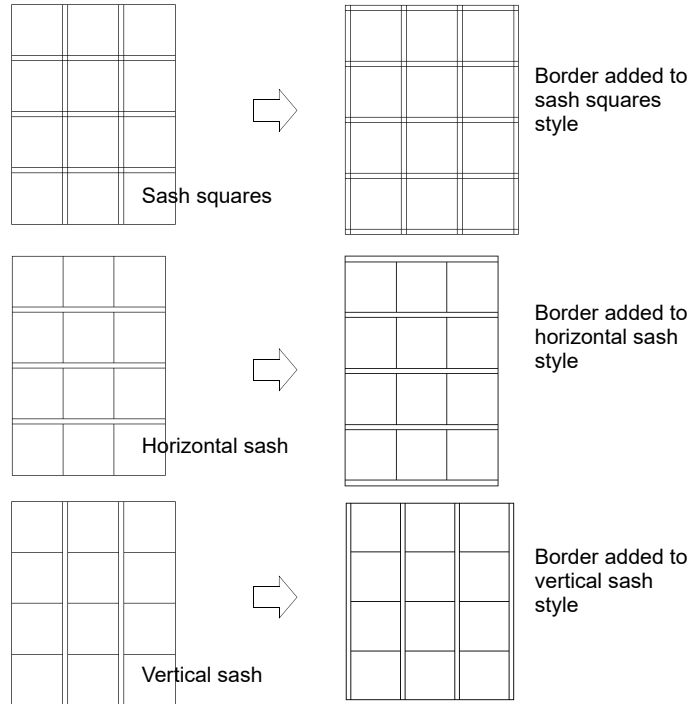 Border added to
sash squares
style
Sash squares
Border added to
horizontal sash
style
Horizontal sash
Border added to
vertical sash
style
Vertical sash